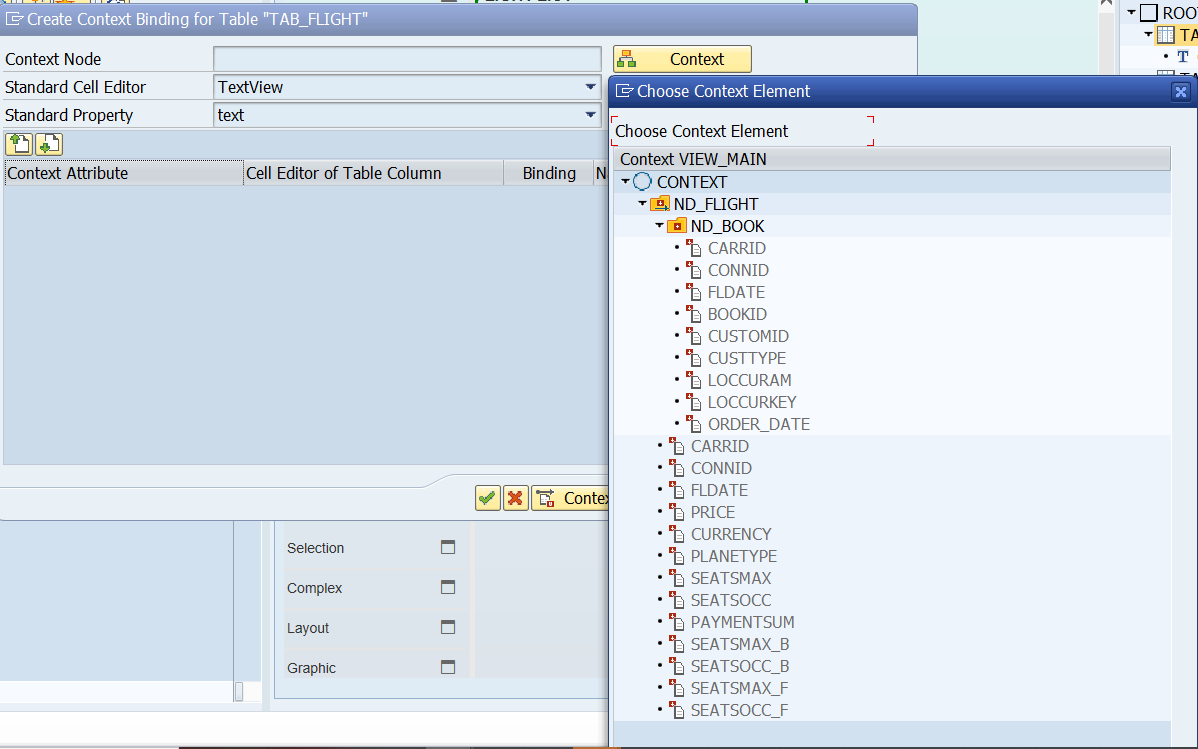 Create Context Binding for Table "TAB_FLIGHT"
Context Node
Context
Standard Cell Editor
TextView
Standard Property
text
Context Attribute
Cell Editor of Table Column
Binding
Selection
Complex
Layout
Graphic
Choose Context Element
Choose Context Element
Context VIEW_MAIN
CONTEXT
ND_FLIGHT
ND_BOOK
CARRID
CONNID
FLDATE
BOOKID
CUSTOMID
CUSTTYPE
LOCCURAM
LOCCURKEY
ORDER_DATE
CARRID
CONNID
FLDATE
PRICE
CURRENCY
PLANETYPE
SEATSMAX
SEATSOCC
PAYMENTSUM
SEATSMAX_B
SEATSOCC_B
SEATSMAX_F
SEATSOCC_F